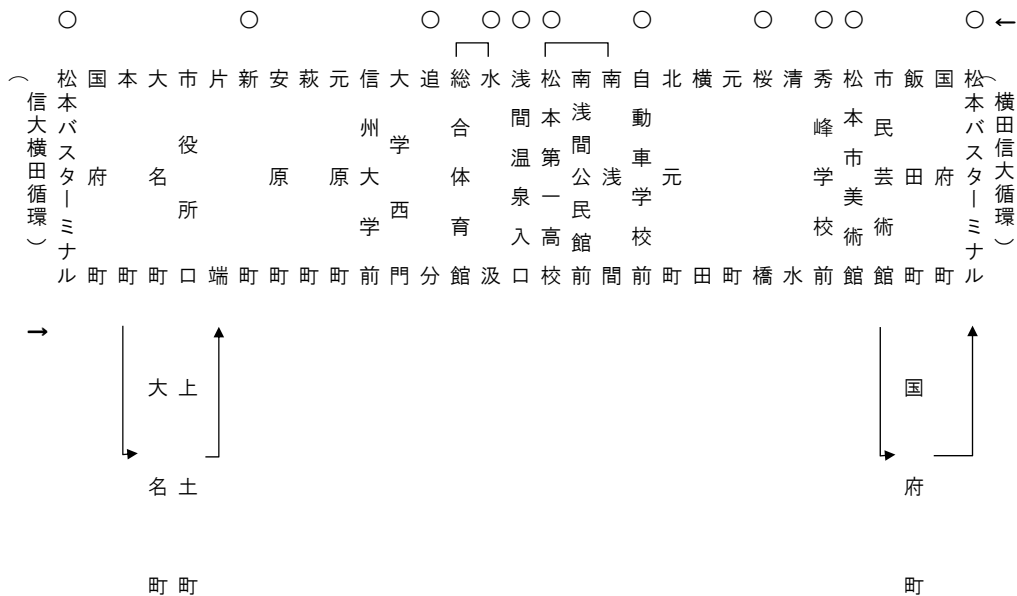 ○ ○ ○ ○ ○ ○ ○ ○ ○ ○ ○ ←
（信大横田循環）
→
松本バスターミナル
国府町
本町
大名町
市役所口
片端
新町
安原町
萩町
元原町
信州大学前
大学西門
追分
総合体育館
水汲
浅間温泉入口
松本第一高校
南浅間公民館前
南浅間
自動車学校前
北元町
横田
元町
桜橋
清水
秀峰学校前
松本市美術館
市民芸術館
飯田町
国府町
松本バスターミナル
（横田信大循環）
大名町
上土町
国府町